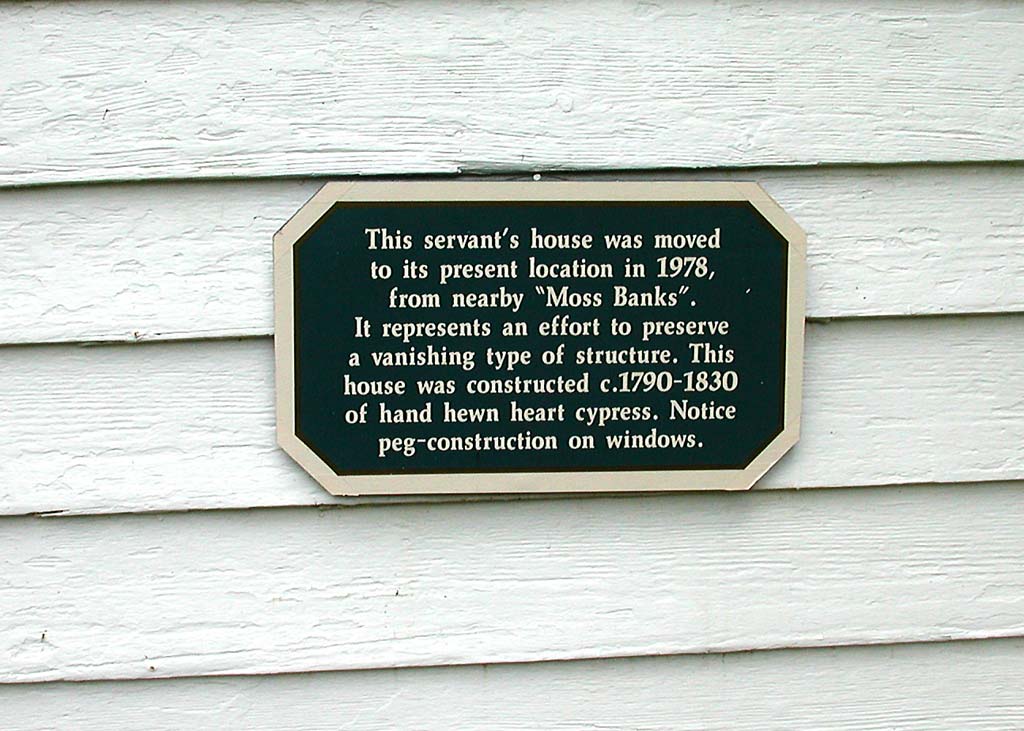 This servant's house was moved
to its present location in 1978,
from nearby "Moss Banks".
It represents an effort to preserve
a vanishing type of structure. This
house was constructed c.1790-1830
of hand hewn heart cypress. Notice
peg-construction on windows.